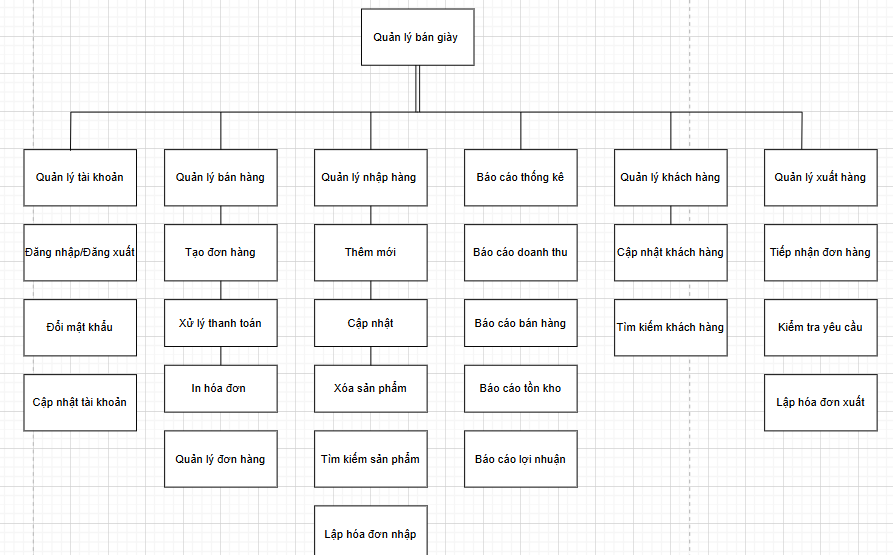 Quản lý bán giày
Quản lý tài khoản
Quản lý bán hàng
Quản lý nhập hàng
Báo cáo thống kê
Quản lý khách hàng
Quản lý xuất hàng
Đăng nhập/Đăng xuất
Tạo đơn hàng
Thêm mới
Báo cáo doanh thu
Cập nhật khách hàng
Tiếp nhận đơn hàng
Đổi mật khẩu
Xử lý thanh toán
Cập nhật
Báo cáo bán hàng
Tìm kiếm khách hàng
Kiểm tra yêu cầu
Cập nhật tài khoản
In hóa đơn
Xóa sản phẩm
Báo cáo tồn kho
Lập hóa đơn xuất
Quản lý đơn hàng
Tìm kiếm sản phẩm
Báo cáo lợi nhuận
Lập hóa đơn nhập